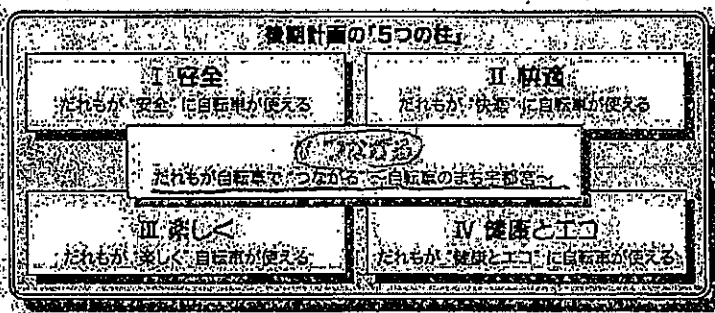 後期計画の「5つの柱」
Ⅰ 安全
だれもが“安全”に自転車が使える
Ⅱ 快適
だれもが“快適”に自転車が使える
つながる
だれもが自転車で“つながる”～自転車のまち宇都宮～
Ⅲ 楽しく
だれもが“楽しく”自転車が使える
Ⅳ 健康とエコ
だれもが“健康とエコ”に自転車が使える